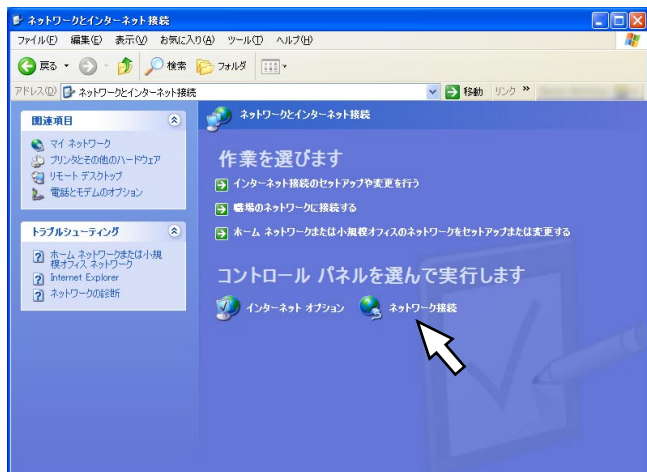 ネットワークとインターネット接続
ファイル(F) 編集(E) 表示(V) お気に入り(A) ツール(T) ヘルプ(H)
戻る 検索 フォルダ
アドレス(D) ネットワークとインターネット接続 移動 リンク »
関連項目
マイ ネットワーク
プリンタとその他のハードウェア
リモート デスクトップ
電話とモデムのオプション
トラブルシューティング
ホーム ネットワークまたは小規
模オフィス ネットワーク
Internet Explorer
ネットワークの診断
ネットワークとインターネット接続
作業を選びます
インターネット接続のセットアップや変更を行う
職場のネットワークに接続する
ホーム ネットワークまたは小規模オフィスのネットワークをセットアップまたは変更する
コントロール パネルを選んで実行します
インターネット オプション ネットワーク接続